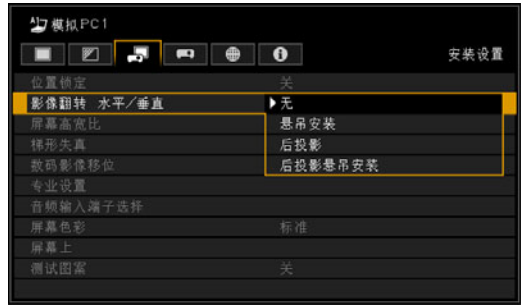 模拟PC1
安装设置
位置锁定 关
影像翻转 水平/垂直 ▶无
屏幕高宽比 悬吊安装
梯形失真 后投影
数码影像移位 后投影悬吊安装
专业设置
音频输入端子选择
屏幕色彩 标准
屏幕上
测试图案 关